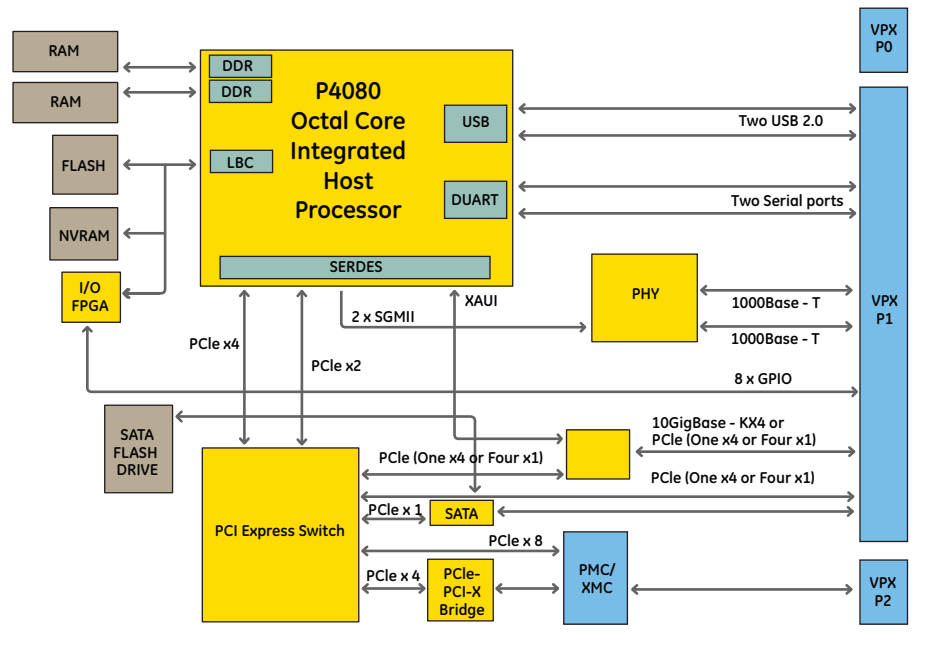 RAM
RAM
FLASH
NVRAM
I/O
FPGA
DDR
DDR
LBC
P4080
Octal Core
Integrated
Host
Processor
USB
DUART
SERDES
VPX
P0
Two USB 2.0
Two Serial ports
VPX
P1
PHY
1000Base - T
1000Base - T
XAUI
2 x SGMII
PCIe x4
PCIe x2
8 x GPIO
SATA
FLASH
DRIVE
10GigBase - KX4 or
PCIe (One x4 or Four x1)
PCIe (One x4 or Four x1)
PCIe (One x4 or Four x1)
PCI Express Switch
PCIe x 1
SATA
PCIe x 8
PCIe x 4
PCIe-
PCI-X
Bridge
PMC/
XMC
VPX
P2